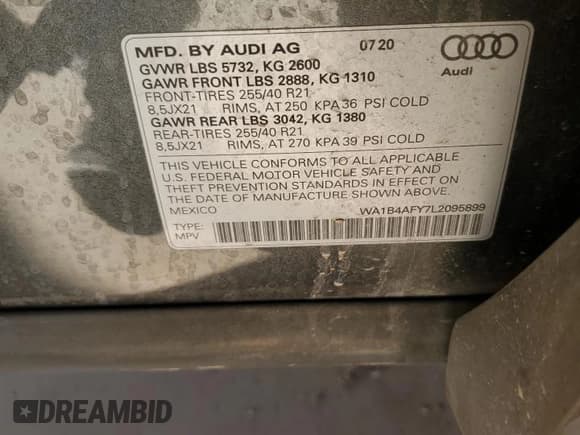 MFD. BY AUDI AG 07 20
GVWR LBS 5732, KG 2600
GAWR FRONT LBS 2888, KG 1310
FRONT-TIRES 255/40 R21
8,5JX21 RIMS, AT 250 KPA 36 PSI COLD
GAWR REAR LBS 3042, KG 1380
REAR-TIRES 255/40 R21
8,5JX21 RIMS, AT 270 KPA 39 PSI COLD
Audi
THIS VEHICLE CONFORMS TO ALL APPLICABLE
U.S. FEDERAL MOTOR VEHICLE SAFETY AND
THEFT PREVENTION STANDARDS IN EFFECT ON
THE DATE OF MANUFACTURE SHOWN ABOVE.
MEXICO WA1B4AFY7L2095899
TYPE:
MPV
DREAMBID